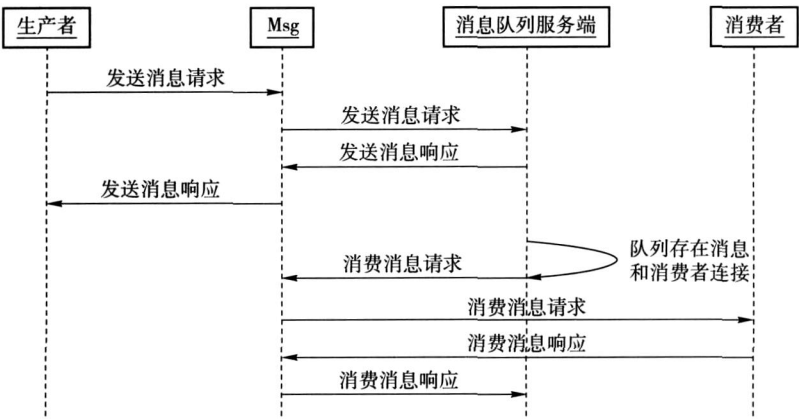 生产者
Msg
消息队列服务端
消费者
发送消息请求
发送消息请求
发送消息响应
发送消息响应
队列存在消息
和消费者连接
消费消息请求
消费消息请求
消费消息响应
消费消息响应